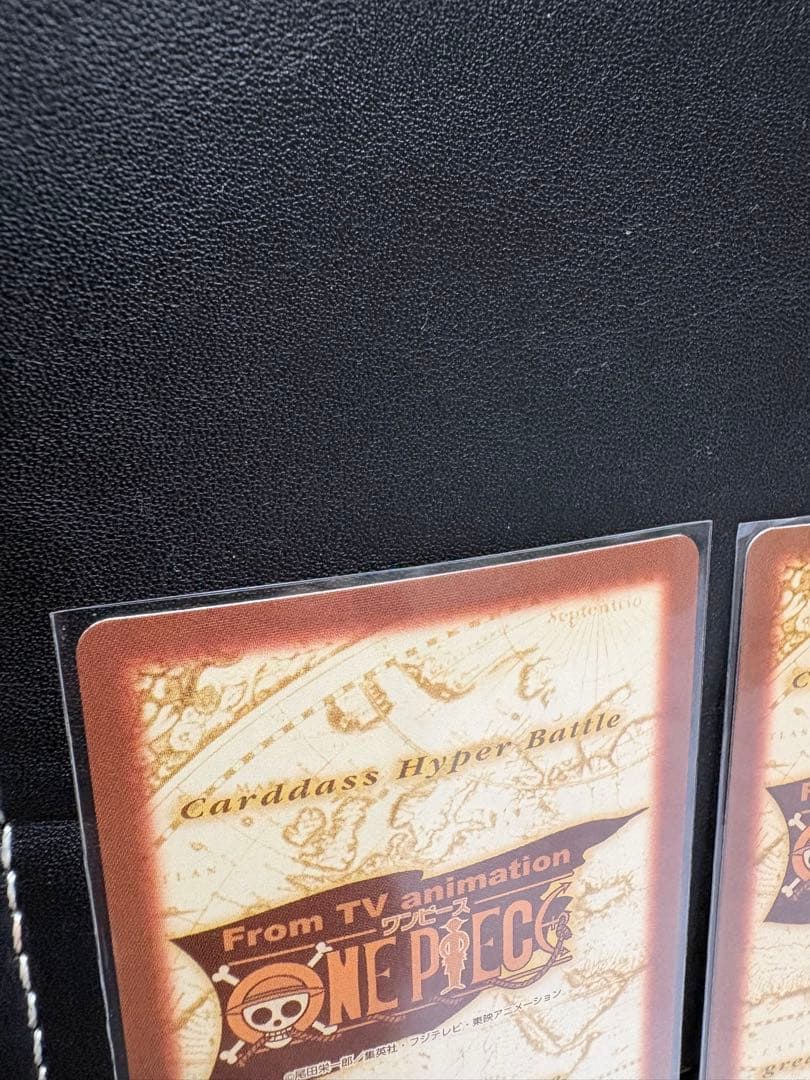 Septentrio
Carddass Hyper Battle
From TV animation
ワンピース
ONE PIECE
©尾田栄一郎／集英社・フジテレビ・東映アニメーション